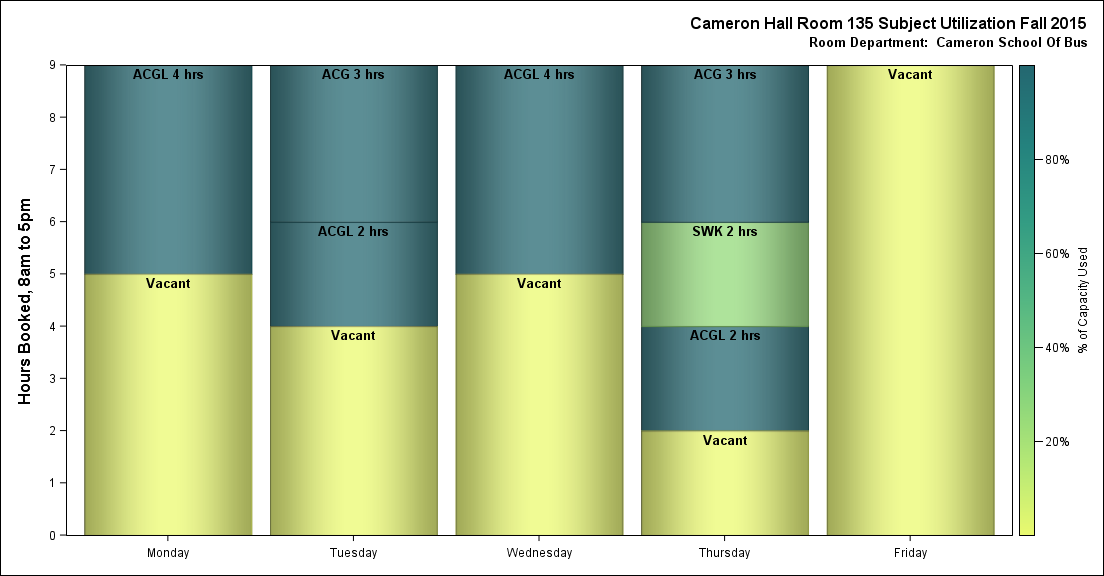 Cameron Hall Room 135 Subject Utilization Fall 2015
Room Department:  Cameron School Of Bus
Hours Booked, 8am to 5pm
9
8
7
6
5
4
3
2
1
0
ACGL 4 hrs
Vacant
ACG 3 hrs
ACGL 2 hrs
Vacant
ACGL 4 hrs
Vacant
ACG 3 hrs
SWK 2 hrs
ACGL 2 hrs
Vacant
Vacant
Monday
Tuesday
Wednesday
Thursday
Friday
80%
60%
40%
20%
% of Capacity Used